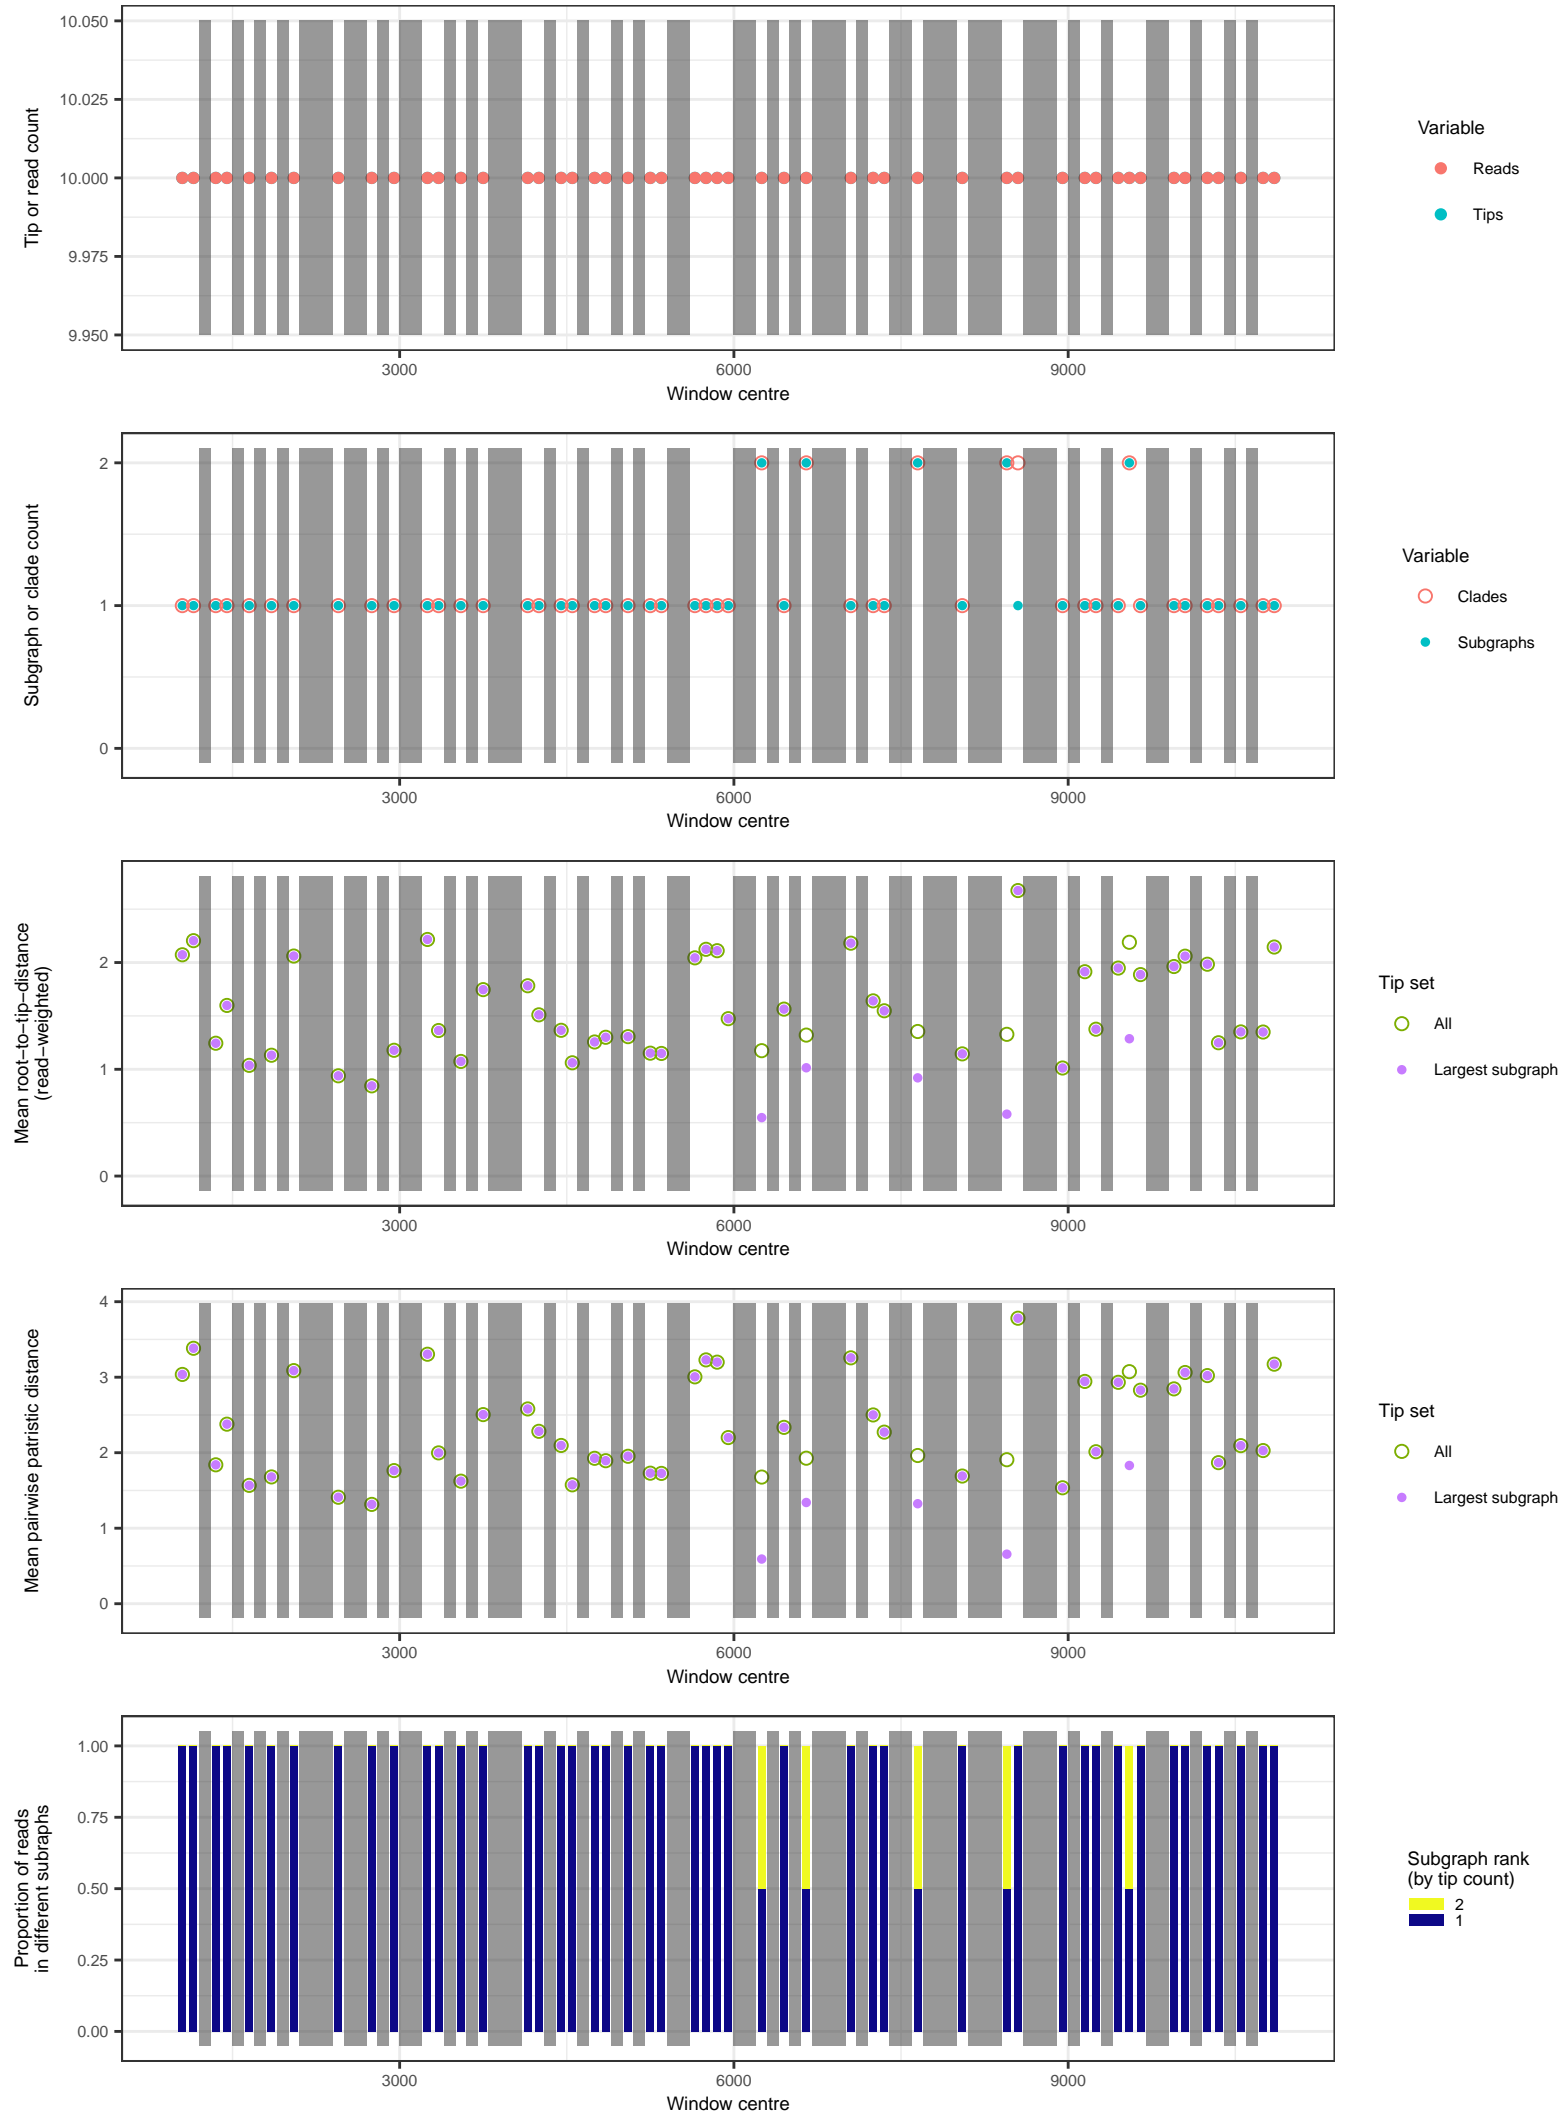 10.050
10.025
10.000
9.975
9.950
Tip or read count
3000 6000 9000
Window centre
Variable
Reads
Tips
2
1
0
Subgraph or clade count
3000 6000 9000
Window centre
Variable
Clades
Subgraphs
2
1
0
Mean root−to−tip−distance
(read−weighted)
3000 6000 9000
Window centre
Tip set
All
Largest subgraph
4
3
2
1
0
Mean pairwise patristic distance
3000 6000 9000
Window centre
Tip set
All
Largest subgraph
1.00
0.75
0.50
0.25
0.00
Proportion of reads
in different subraphs
3000 6000 9000
Window centre
Subgraph rank
(by tip count)
2
1